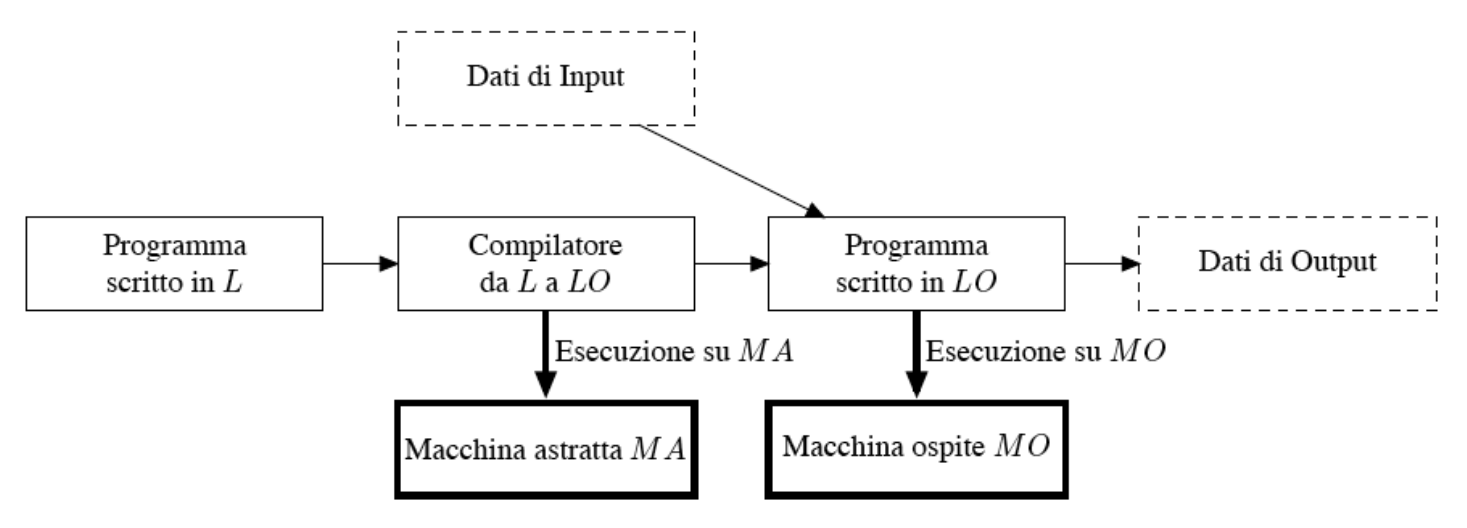 Dati di Input
Programma
scritto in L
Compilatore
da L a LO
Programma
scritto in LO
Dati di Output
Esecuzione su MA
Esecuzione su MO
Macchina astratta MA
Macchina ospite MO